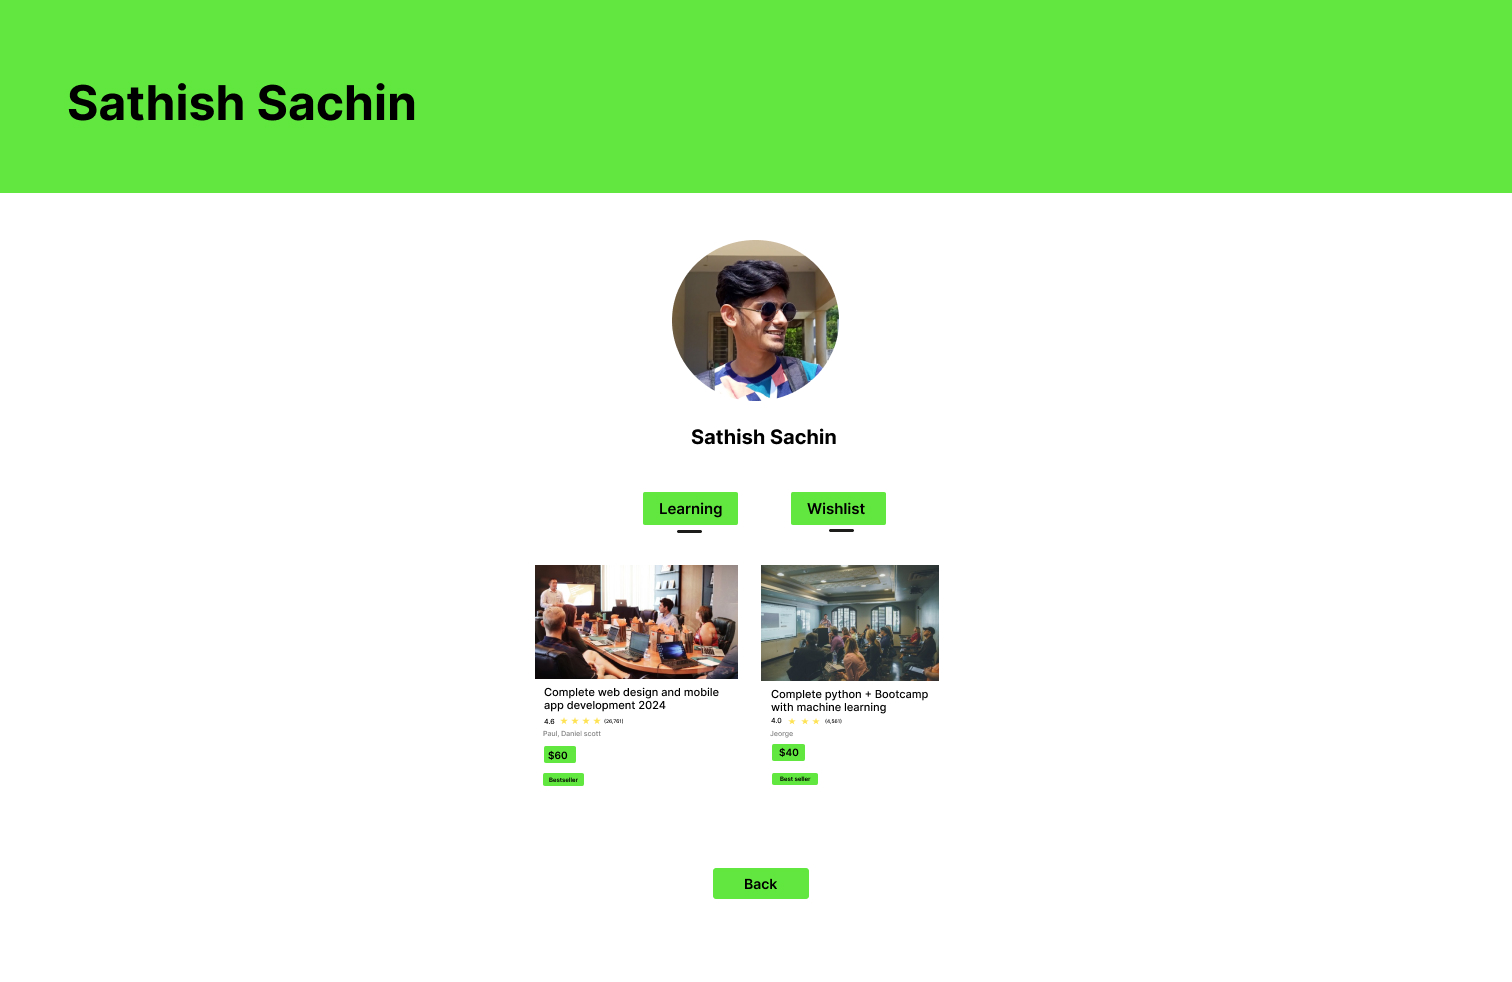 Sathish Sachin
Sathish Sachin
Learning
Wishlist
Complete web design and mobile
app development 2024
4.6 (26,761)
Paul, Daniel scott
$60
Bestseller
Complete python + Bootcamp
with machine learning
4.0 (4,561)
Jeorge
$40
Best seller
Back